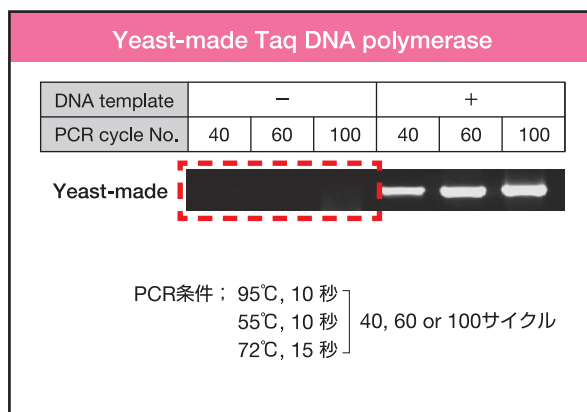 Yeast-made Taq DNA polymerase
DNA template − +
PCR cycle No. 40 60 100 40 60 100
Yeast-made
PCR条件； 95℃, 10 秒
55℃, 10 秒
72℃, 15 秒
40, 60 or 100サイクル